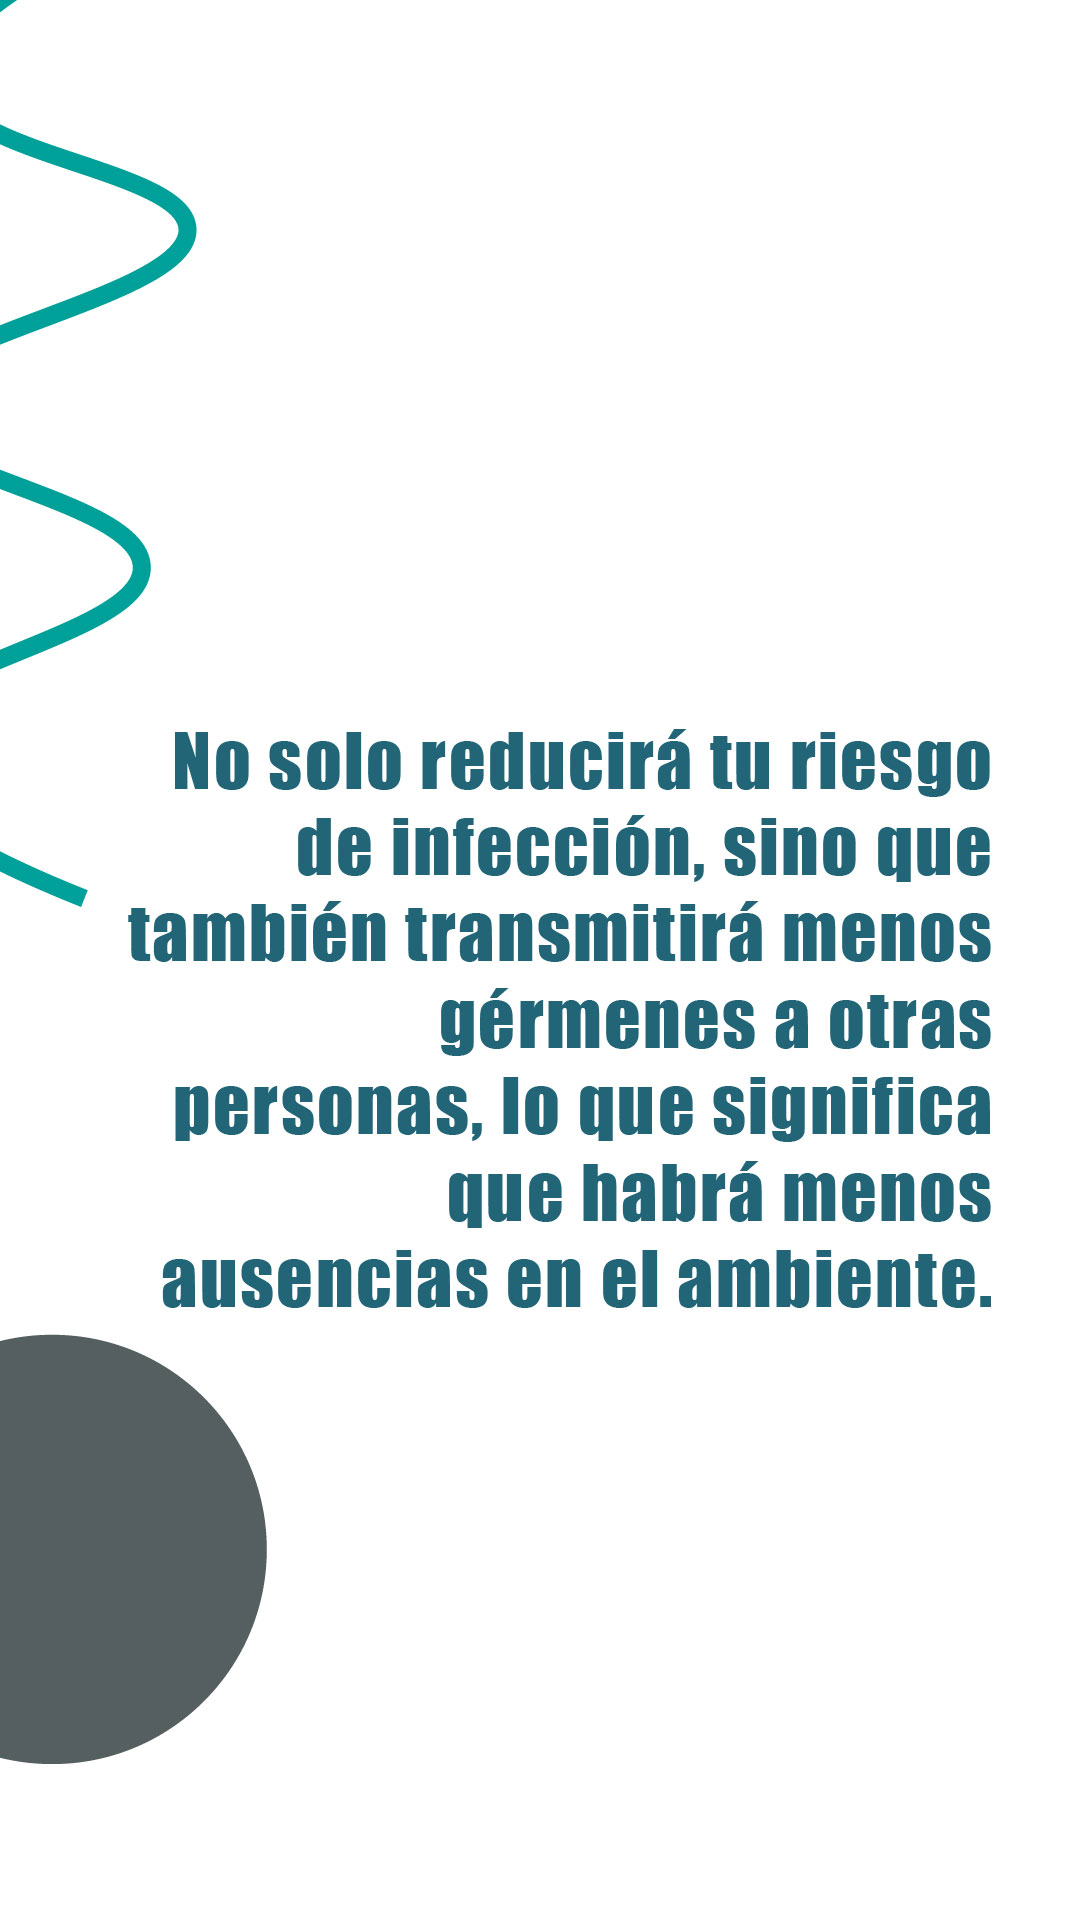 No solo reducirá tu riesgo
de infección, sino que
también transmitirá menos
gérmenes a otras
personas, lo que significa
que habrá menos
ausencias en el ambiente.